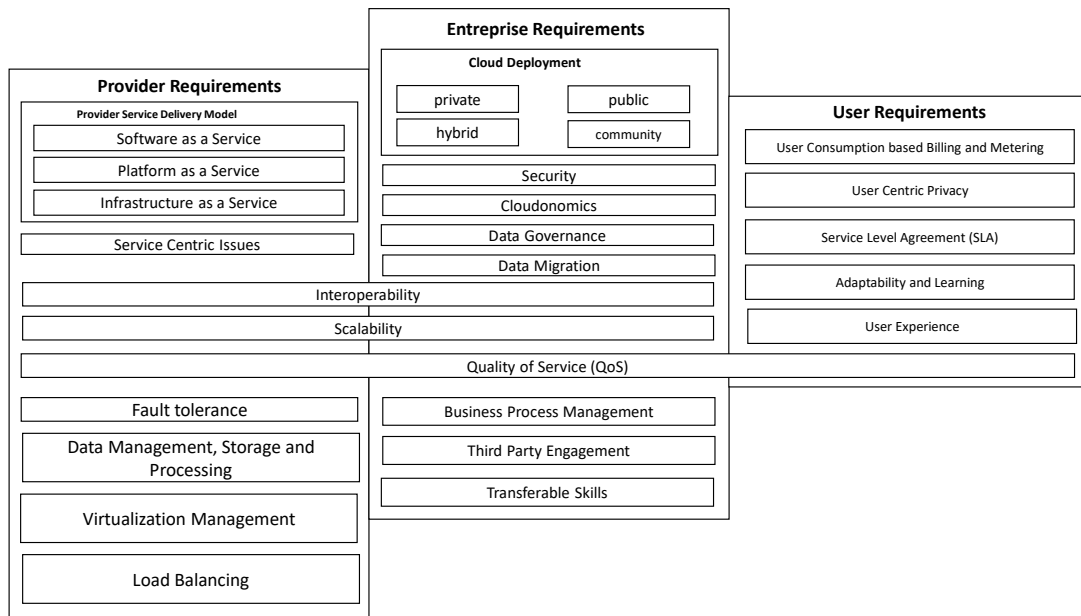 Entreprise Requirements
Cloud Deployment
private
public
hybrid
community
Security
Cloudonomics
Data Governance
Data Migration
Provider Requirements
Provider Service Delivery Model
Software as a Service
Platform as a Service
Infrastructure as a Service
Service Centric Issues
Interoperability
Scalability
Quality of Service (QoS)
Fault tolerance
Data Management, Storage and
Processing
Virtualization Management
Load Balancing
Business Process Management
Third Party Engagement
Transferable Skills
User Requirements
User Consumption based Billing and Metering
User Centric Privacy
Service Level Agreement (SLA)
Adaptability and Learning
User Experience